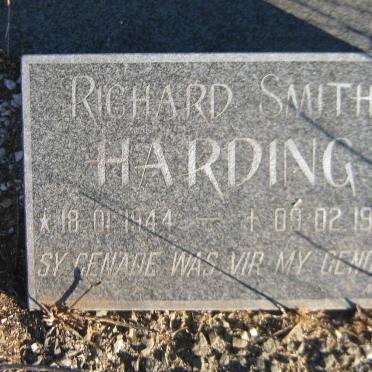 RICHARD SMITH
HARDING
* 18.01.1944 — + 09.02.19
SY GENADE WAS VIR MY GENO